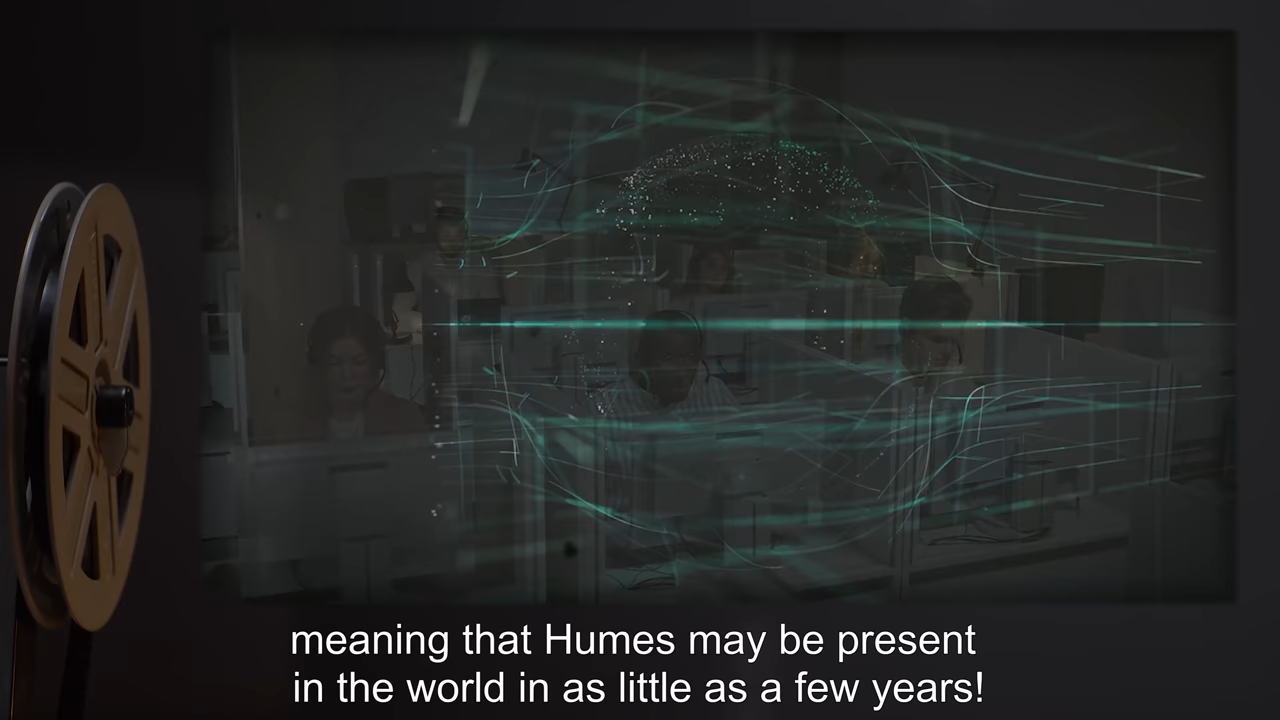 meaning that Humes may be present
in the world in as little as a few years!